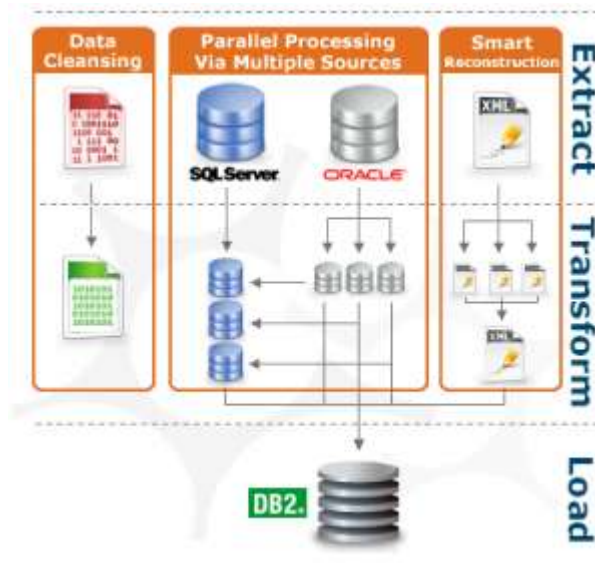 Data
Cleansing
Parallel Processing
Via Multiple Sources
Smart
Reconstruction
Extract
XML
SQL Server
ORACLE
Transform
XML
Load
DB2.